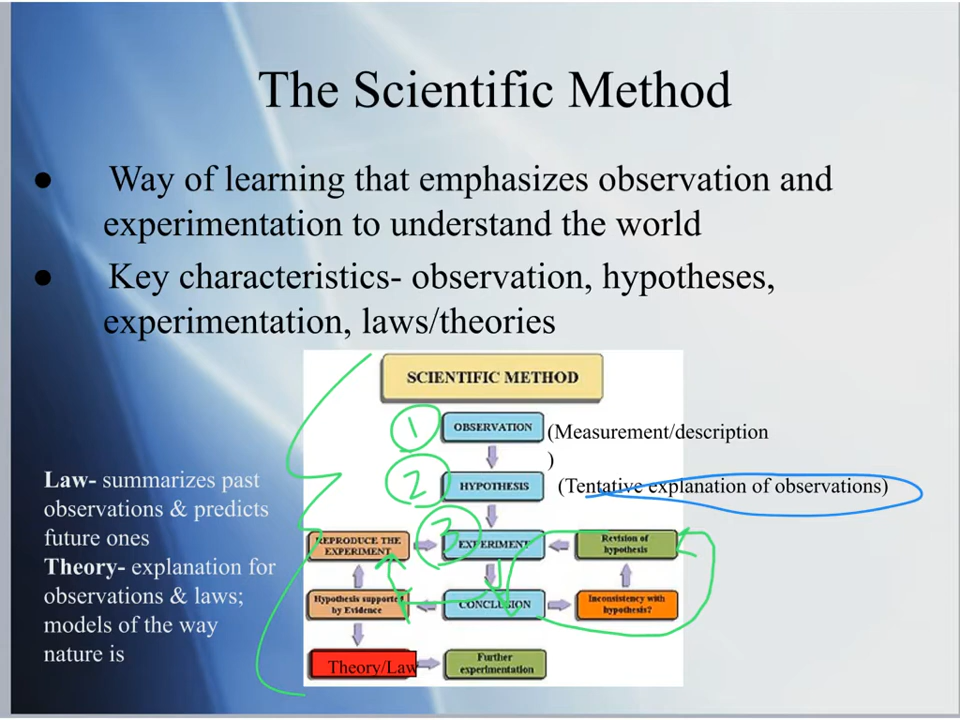 The Scientific Method
● Way of learning that emphasizes observation and
experimentation to understand the world
● Key characteristics- observation, hypotheses,
experimentation, laws/theories
SCIENTIFIC METHOD
1
OBSERVATION
(Measurement/description
)
2
HYPOTHESIS
(Tentative explanation of observations)
3
REPRODUCE THE
EXPERIMENT
EXPERIMENT
Revision of
hypothesis
Hypothesis supported
by Evidence
CONCLUSION
Inconsistency with
hypothesis?
Theory/Law
Further
experimentation
Law- summarizes past
observations & predicts
future ones
Theory- explanation for
observations & laws;
models of the way
nature is